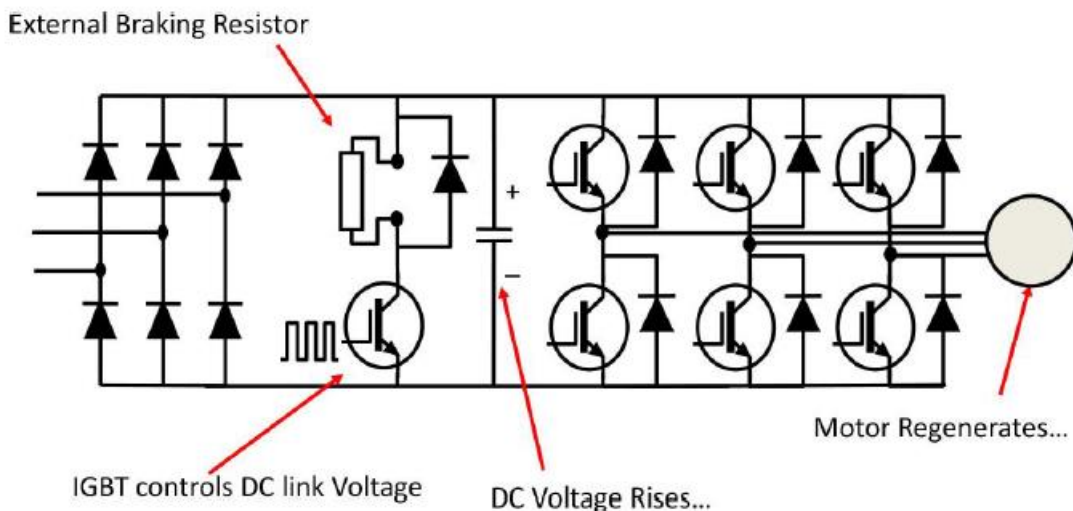 External Braking Resistor
+
–
Motor Regenerates...
IGBT controls DC link Voltage
DC Voltage Rises...